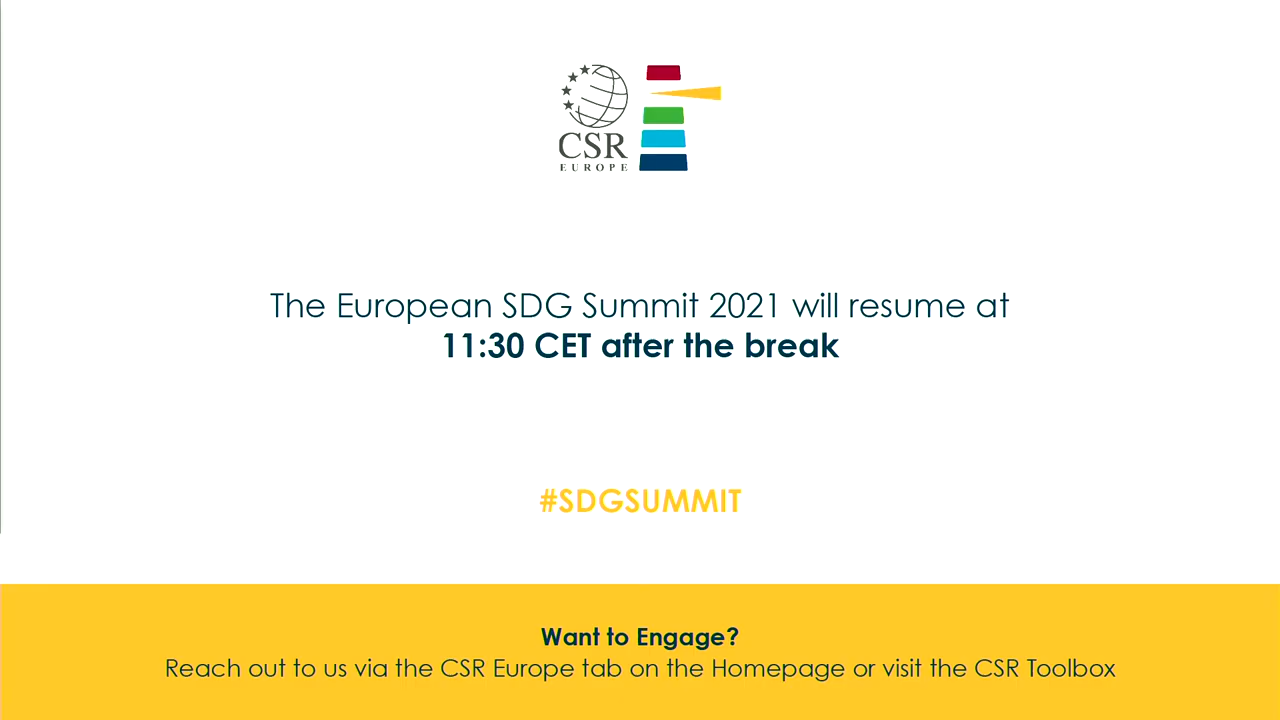 CSR
EUROPE
The European SDG Summit 2021 will resume at
11:30 CET after the break
#SDGSUMMIT
Want to Engage?
Reach out to us via the CSR Europe tab on the Homepage or visit the CSR Toolbox